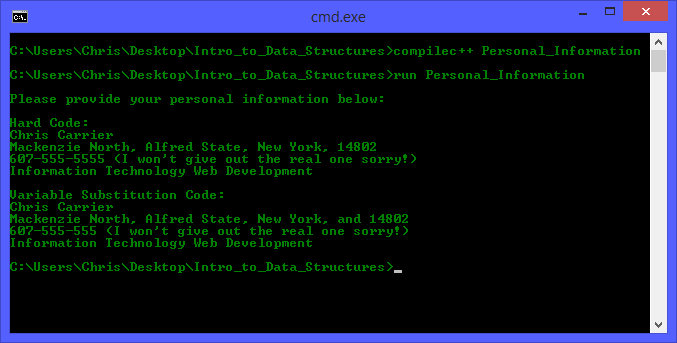 cmd.exe
C:\Users\Chris\Desktop\Intro_to_Data_Structures>compilec++ Personal_Information
C:\Users\Chris\Desktop\Intro_to_Data_Structures>run Personal_Information
Please provide your personal information below:
Hard Code:
Chris Carrier
Mackenzie North, Alfred State, New York, 14802
607-555-5555 (I won't give out the real one sorry!)
Information Technology Web Development
Variable Substitution Code:
Chris Carrier
Mackenzie North, Alfred State, New York, and 14802
607-555-555 (I won't give out the real one sorry!)
Information Technology Web Development
C:\Users\Chris\Desktop\Intro_to_Data_Structures>_